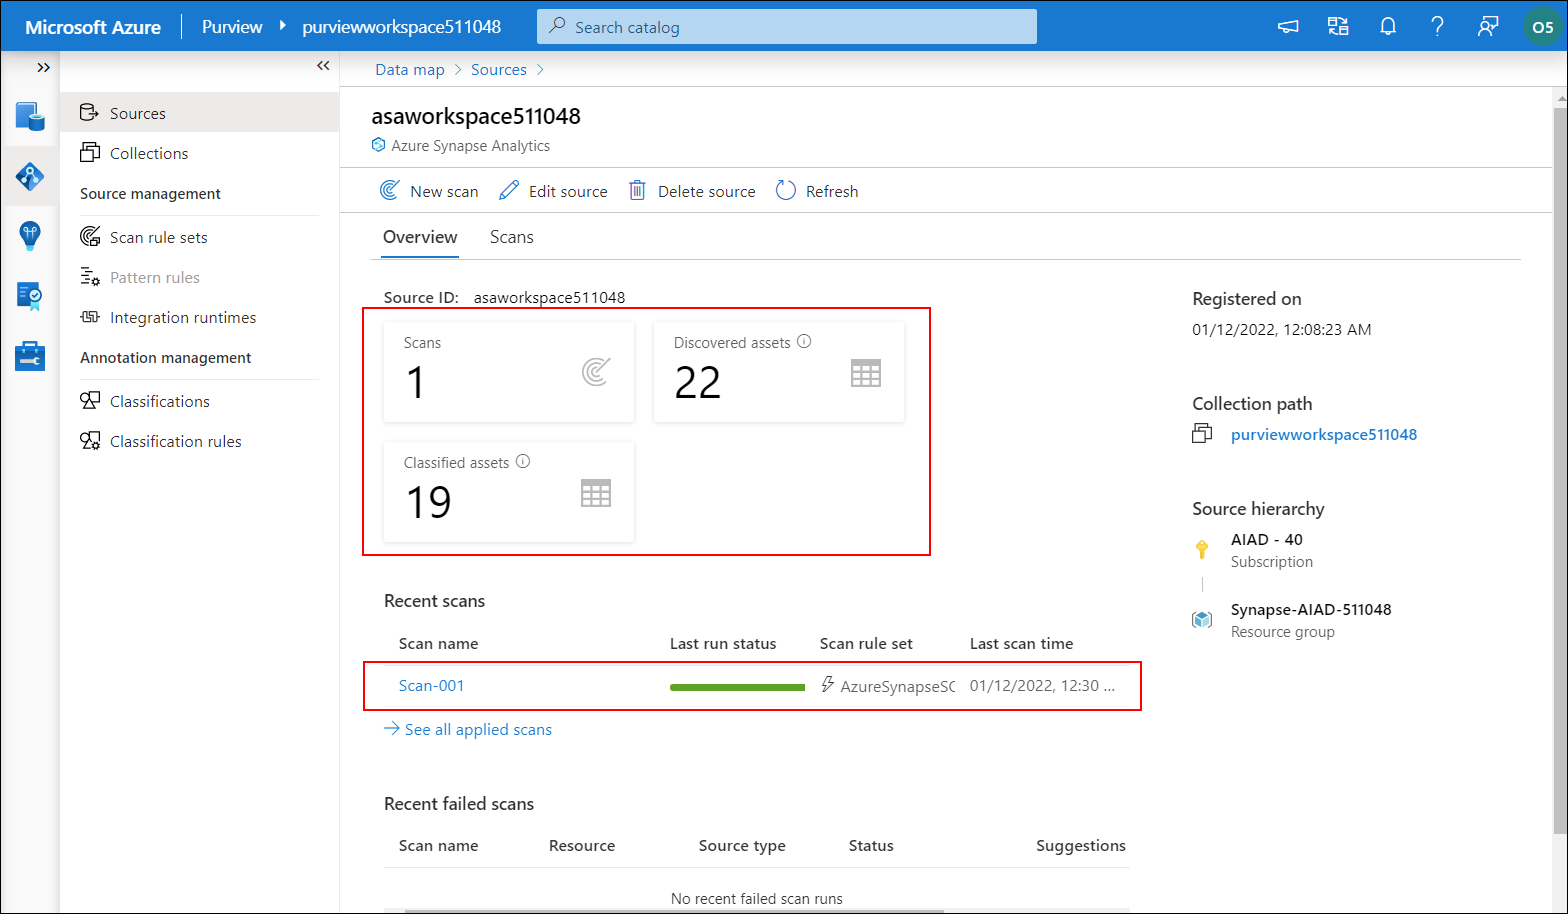 Microsoft Azure Purview purviewworkspace511048 Search catalog O5
Sources
Collections
Source management
Scan rule sets
Pattern rules
Integration runtimes
Annotation management
Classifications
Classification rules
Data map Sources
asaworkspace511048
Azure Synapse Analytics
New scan Edit source Delete source Refresh
Overview Scans
Source ID: asaworkspace511048
Scans
1
Discovered assets
22
Classified assets
19
Recent scans
Scan name Last run status Scan rule set Last scan time
Scan-001 AzureSynapseSQ 01/12/2022, 12:30 ...
See all applied scans
Recent failed scans
Scan name Resource Source type Status Suggestions
No recent failed scan runs
Registered on
01/12/2022, 12:08:23 AM
Collection path
purviewworkspace511048
Source hierarchy
AIAD - 40
Subscription
Synapse-AIAD-511048
Resource group